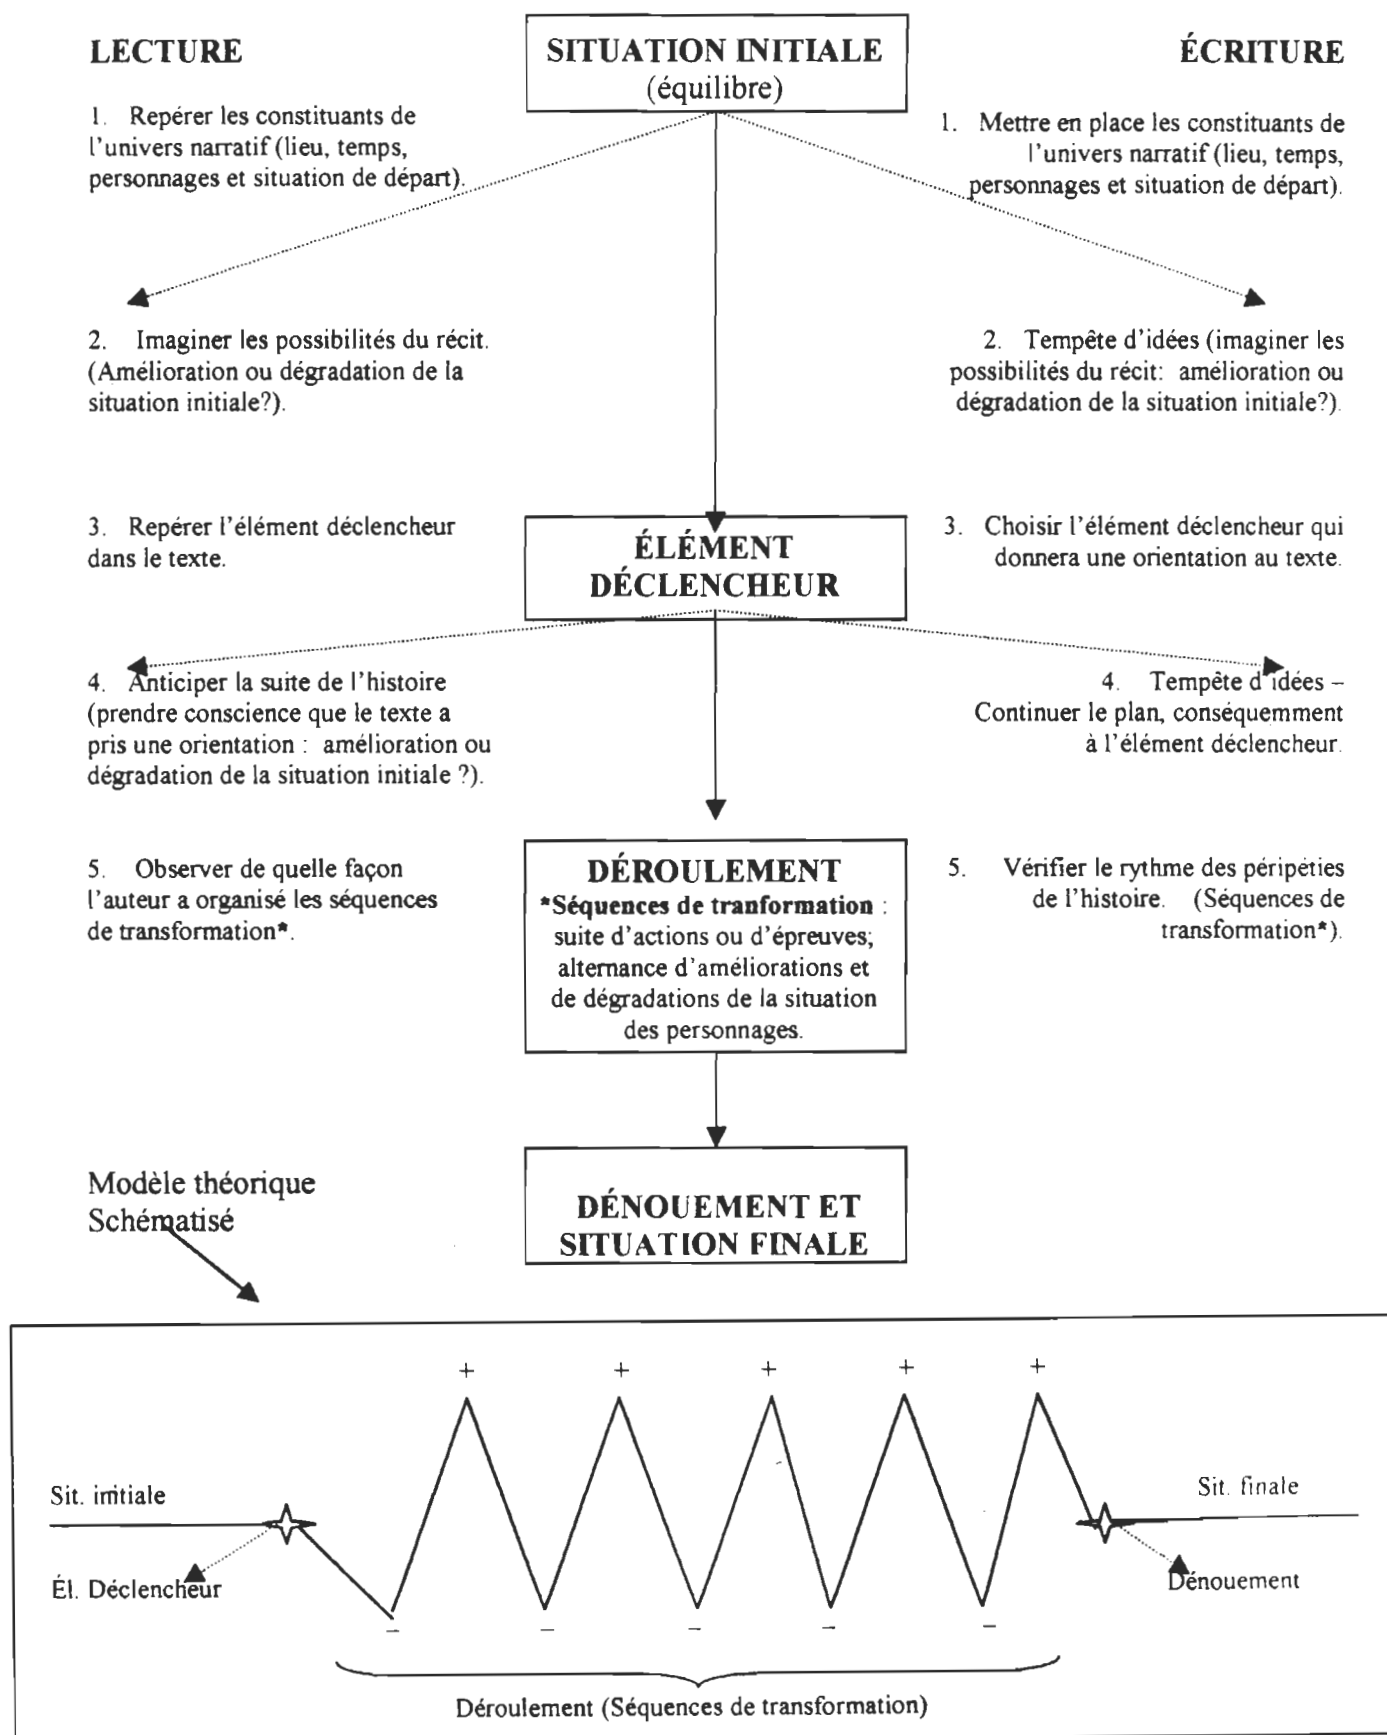 LECTURE
SITUATION INITIALE
(équilibre)
ÉCRITURE
1. Repérer les constituants de
l'univers narratif (lieu, temps,
personnages et situation de départ).
1. Mettre en place les constituants de
l'univers narratif (lieu, temps,
personnages et situation de départ).
2. Imaginer les possibilités du récit.
(Amélioration ou dégradation de la
situation initiale?).
2. Tempête d'idées (imaginer les
possibilités du récit: amélioration ou
dégradation de la situation initiale?).
3. Repérer l'élément déclencheur
dans le texte.
ÉLÉMENT
DÉCLENCHEUR
3. Choisir l'élément déclencheur qui
donnera une orientation au texte.
4. Anticiper la suite de l'histoire
(prendre conscience que le texte a
pris une orientation : amélioration ou
dégradation de la situation initiale ?).
4. Tempête d'idées –
Continuer le plan, conséquemment
à l'élément déclencheur.
5. Observer de quelle façon
l'auteur a organisé les séquences
de transformation*.
DÉROULEMENT
*Séquences de tranformation :
suite d'actions ou d'épreuves;
alternance d'améliorations et
de dégradations de la situation
des personnages.
5. Vérifier le rythme des péripéties
de l'histoire. (Séquences de
transformation*).
DÉNOUEMENT ET
SITUATION FINALE
Modèle théorique
Schématisé
+ + + + +
Sit. initiale
Sit. finale
Él. Déclencheur
Dénouement
– – – – –
Déroulement (Séquences de transformation)